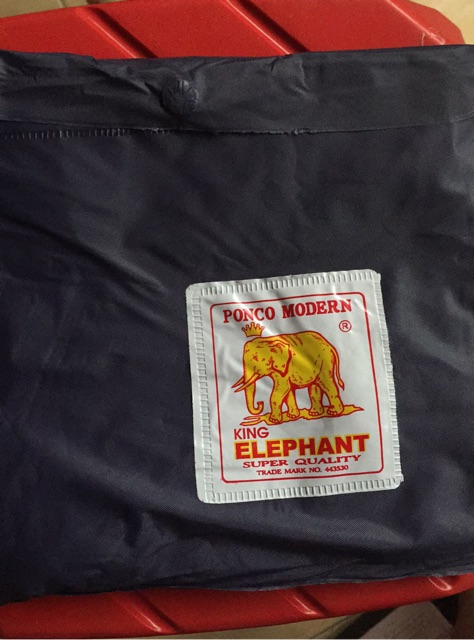 PONCO MODERN
®
KING
ELEPHANT
SUPER QUALITY
TRADE MARK NO. 443530